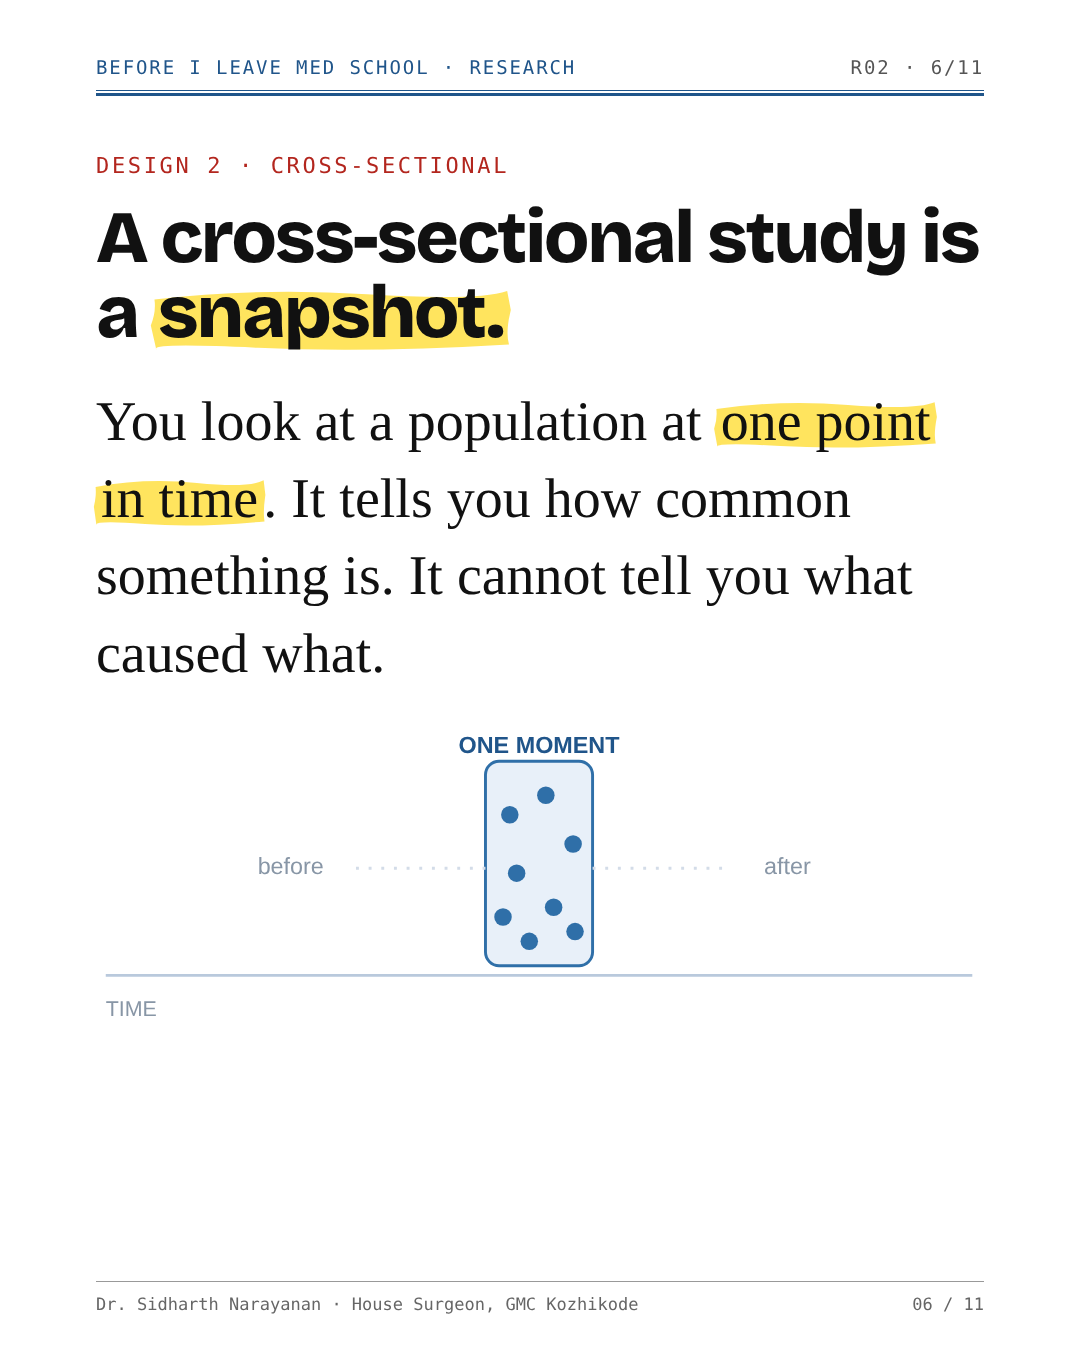 BEFORE I LEAVE MED SCHOOL · RESEARCH
R02 · 6/11
DESIGN 2 · CROSS-SECTIONAL
A cross-sectional study is
a snapshot.
You look at a population at one point
in time. It tells you how common
something is. It cannot tell you what
caused what.
ONE MOMENT
before
after
TIME
Dr. Sidharth Narayanan · House Surgeon, GMC Kozhikode
06 / 11